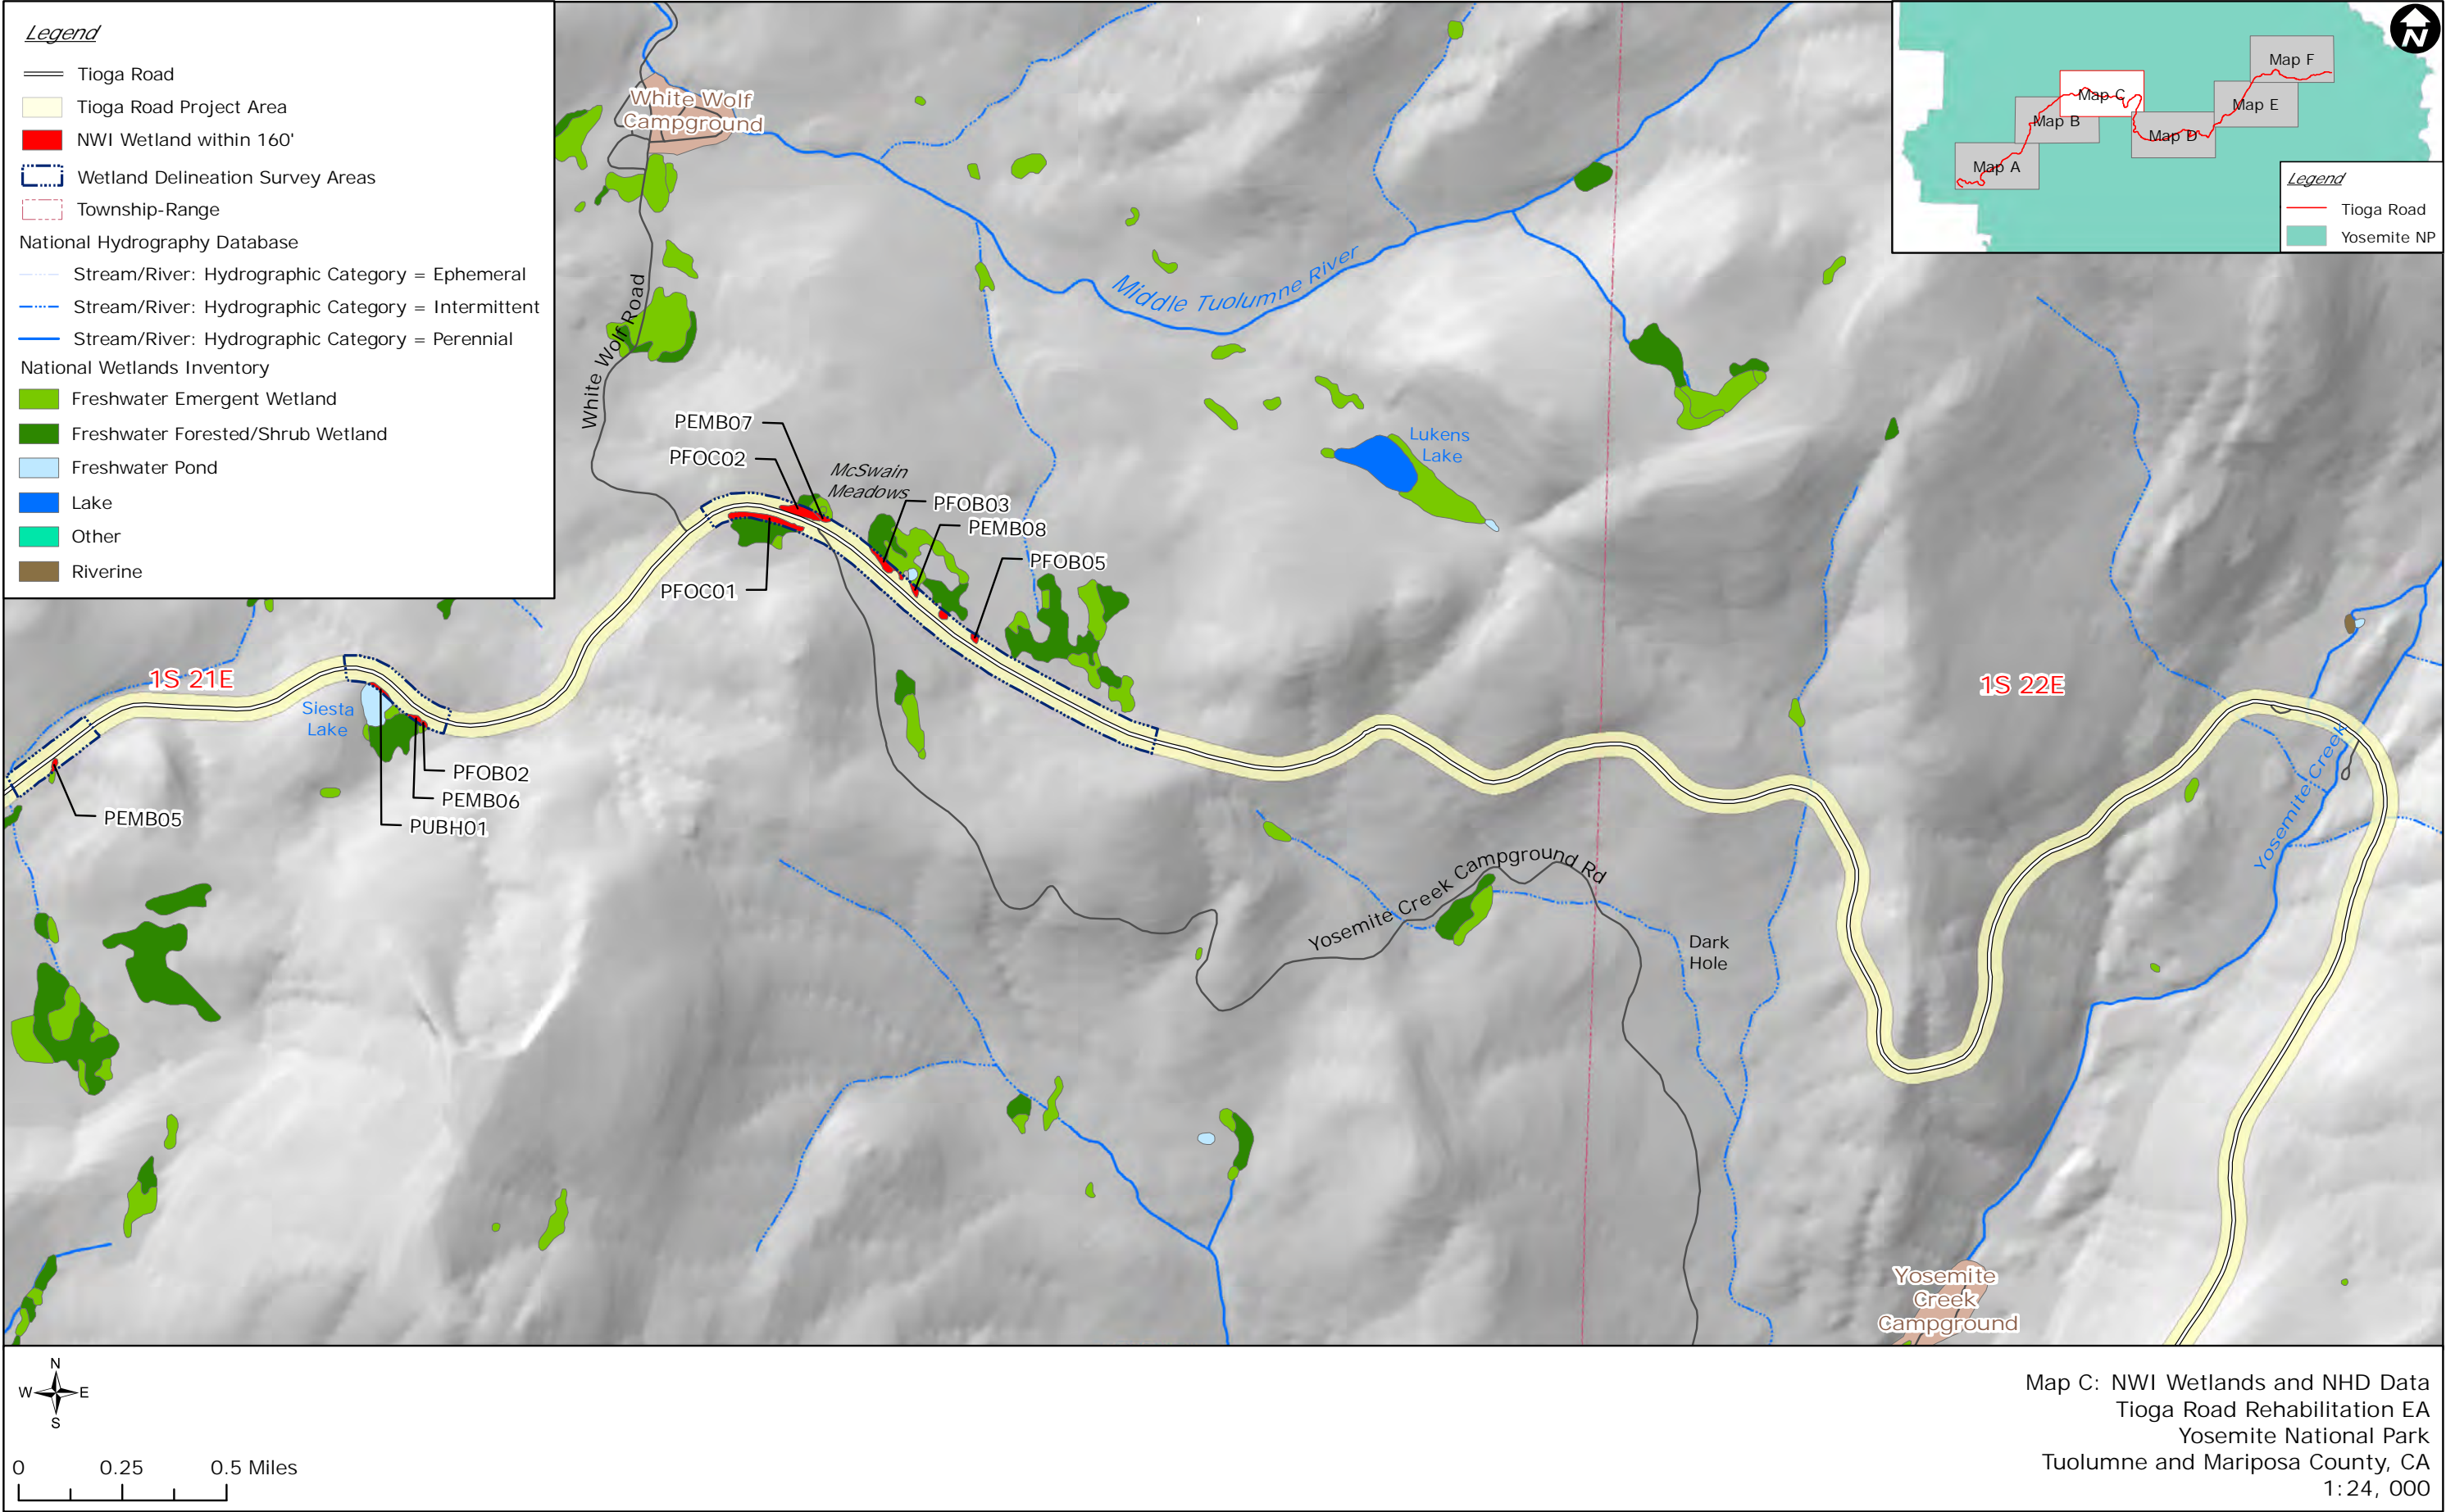 Legend
Tioga Road
Tioga Road Project Area
NWI Wetland within 160'
Wetland Delineation Survey Areas
Township-Range
National Hydrography Database
Stream/River: Hydrographic Category = Ephemeral
Stream/River: Hydrographic Category = Intermittent
Stream/River: Hydrographic Category = Perennial
National Wetlands Inventory
Freshwater Emergent Wetland
Freshwater Forested/Shrub Wetland
Freshwater Pond
Lake
Other
Riverine
White Wolf
Campground
Middle Tuolumne River
White Wolf Road
N
Map F
Map C
Map E
Map B
Map D
Map A
Legend
Tioga Road
Yosemite NP
PEMB07
PFOC02
McSwain
Meadows
PFOB03
PEMB08
PFOB05
PFOC01
Lukens
Lake
1S 21E
1S 22E
Siesta
Lake
PFOB02
PEMB06
PUBH01
PEMB05
Yosemite Creek
Yosemite Creek Campground Rd
Dark
Hole
Yosemite
Creek
Campground
N
W E
S
0 0.25 0.5 Miles
Map C: NWI Wetlands and NHD Data
Tioga Road Rehabilitation EA
Yosemite National Park
Tuolumne and Mariposa County, CA
1:24, 000